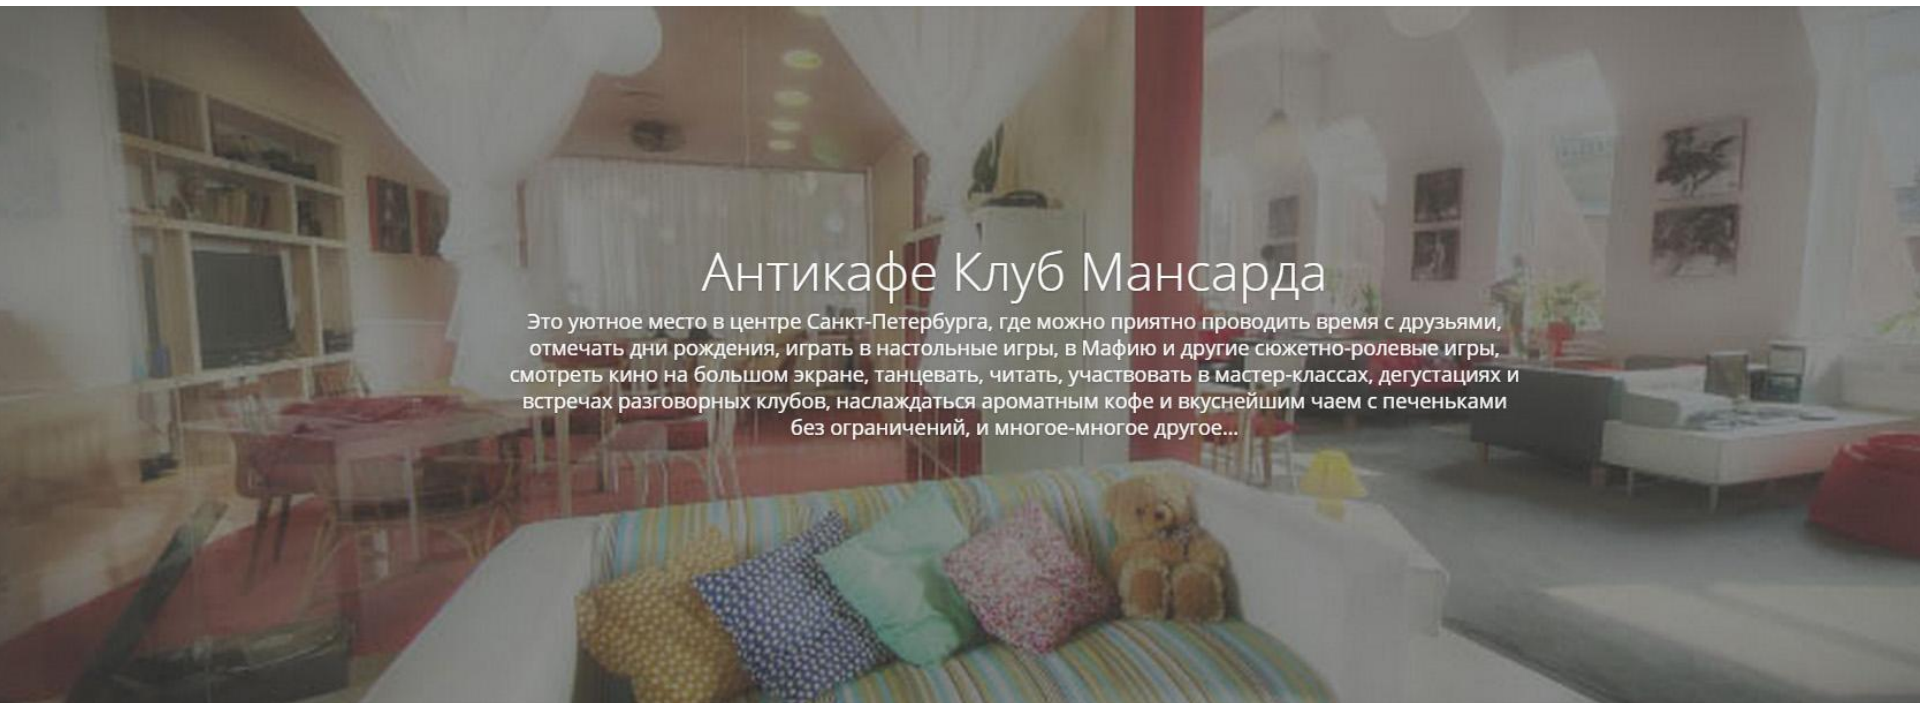 Антикафе Клуб Мансарда
Это уютное место в центре Санкт-Петербурга, где можно приятно проводить время с друзьями,
отмечать дни рождения, играть в настольные игры, в Мафию и другие сюжетно-ролевые игры,
смотреть кино на большом экране, танцевать, читать, участвовать в мастер-классах, дегустациях и
встречах разговорных клубов, наслаждаться ароматным кофе и вкуснейшим чаем с печеньками
без ограничений, и многое-многое другое...